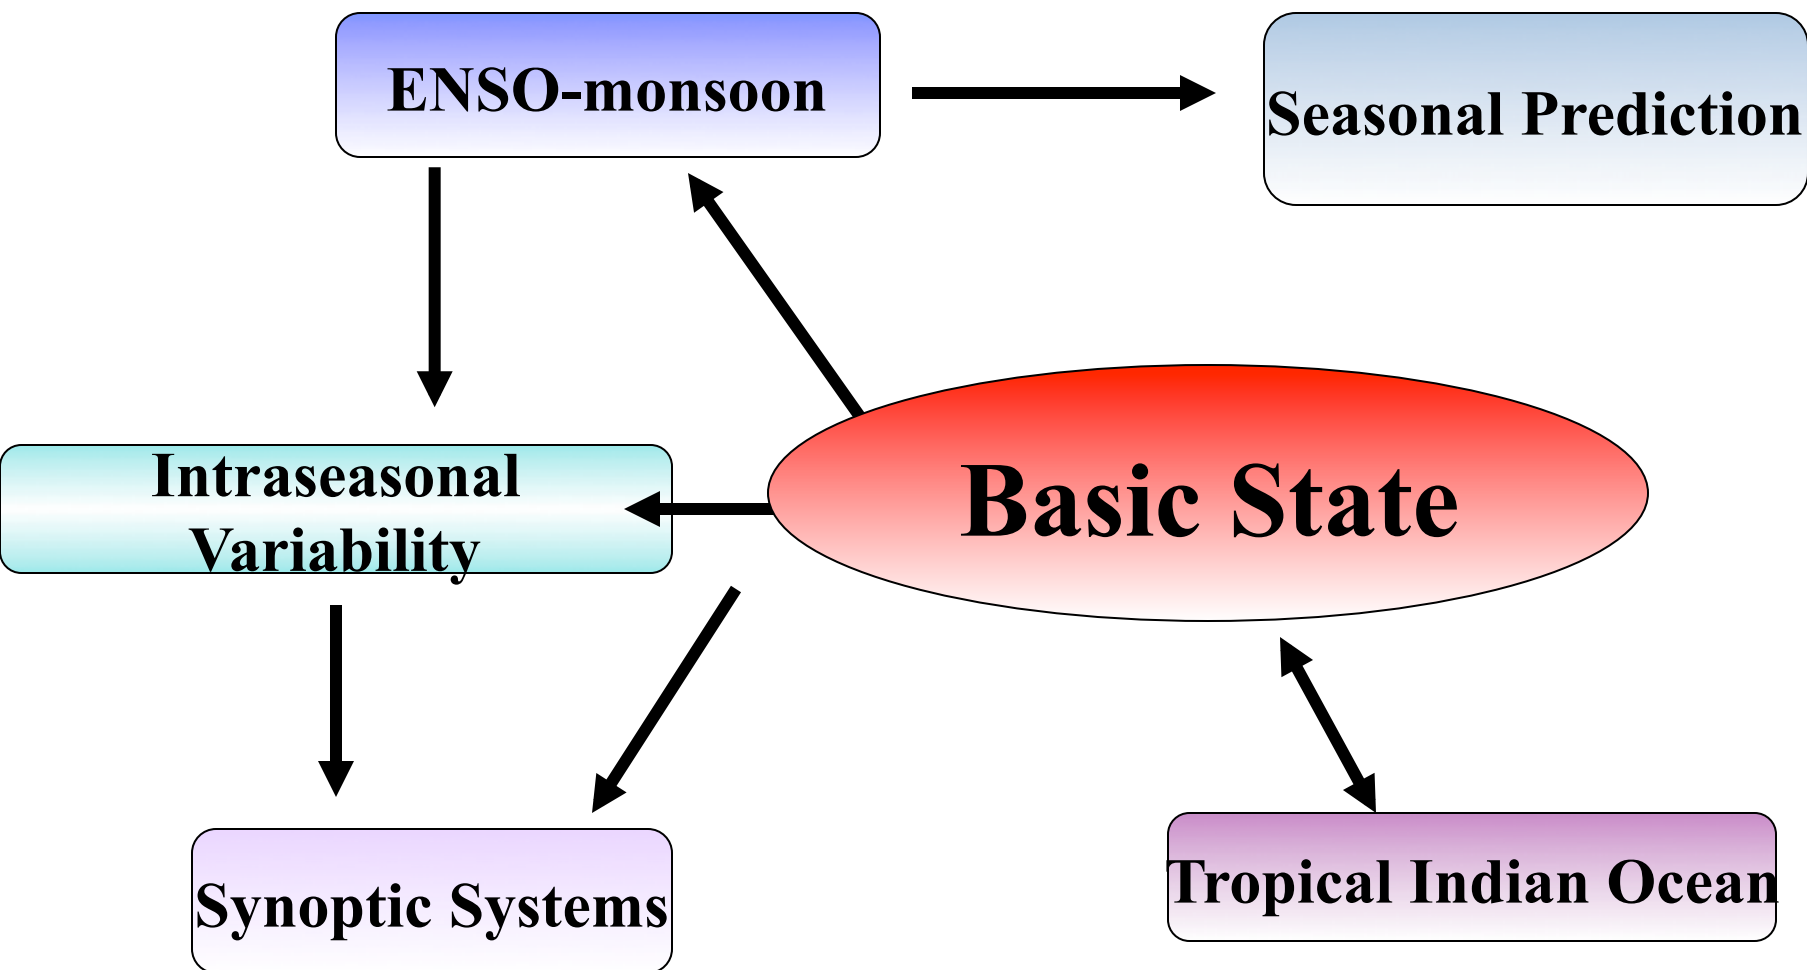 ENSO-monsoon
Seasonal Prediction
Intraseasonal
Variability
Basic State
Synoptic Systems
Tropical Indian Ocean